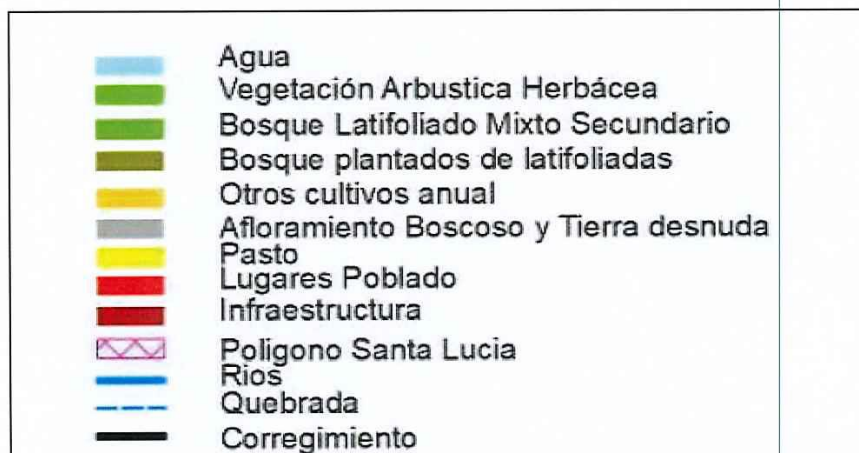 Agua
Vegetación Arbustica Herbácea
Bosque Latifoliado Mixto Secundario
Bosque plantados de latifoliadas
Otros cultivos anual
Afloramiento Boscoso y Tierra desnuda
Pasto
Lugares Poblado
Infraestructura
Poligono Santa Lucia
Rios
Quebrada
Corregimiento